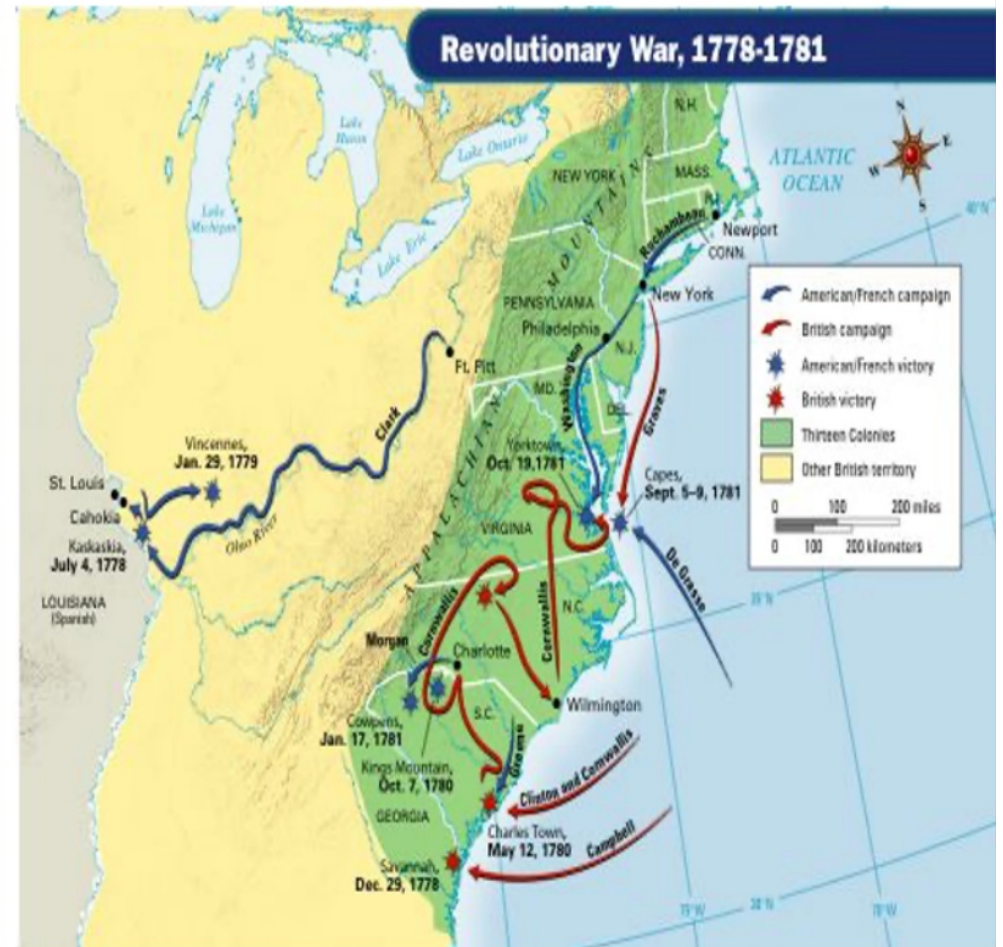 Revolutionary War, 1778-1781
N.H.
Lake
Huron
Lake Ontario
ATLANTIC
OCEAN
N
E
W
S
NEW YORK
MASS.
Lake
Michigan
Lake Erie
40°N
R.I.
Newport
Rochambeau
CONN.
MOUNTAINS
New York
PENNSYLVANIA
Philadelphia
N.J.
Ft. Pitt
MD.
DEL.
Washington
Graves
Clark
APPALACHIAN
American/French campaign
British campaign
American/French victory
British victory
Thirteen Colonies
Other British territory
0 100 200 miles
0 100 200 kilometers
Vincennes,
Jan. 29, 1779
Yorktown,
Oct. 19,1781
Capes,
Sept. 5–9, 1781
St. Louis
Cahokia
Kaskaskia,
July 4, 1778
Ohio River
VIRGINIA
De Grasse
LOUISIANA
(Spanish)
35°N
N.C.
Cornwallis
Cornwallis
Morgan
Charlotte
Wilmington
S.C.
Cowpens,
Jan. 17, 1781
Greene
Kings Mountain,
Oct. 7, 1780
Clinton and Cornwallis
GEORGIA
Charles Town,
May 12, 1780
Campbell
Savannah,
Dec. 29, 1778
75°W
30°N
70°W